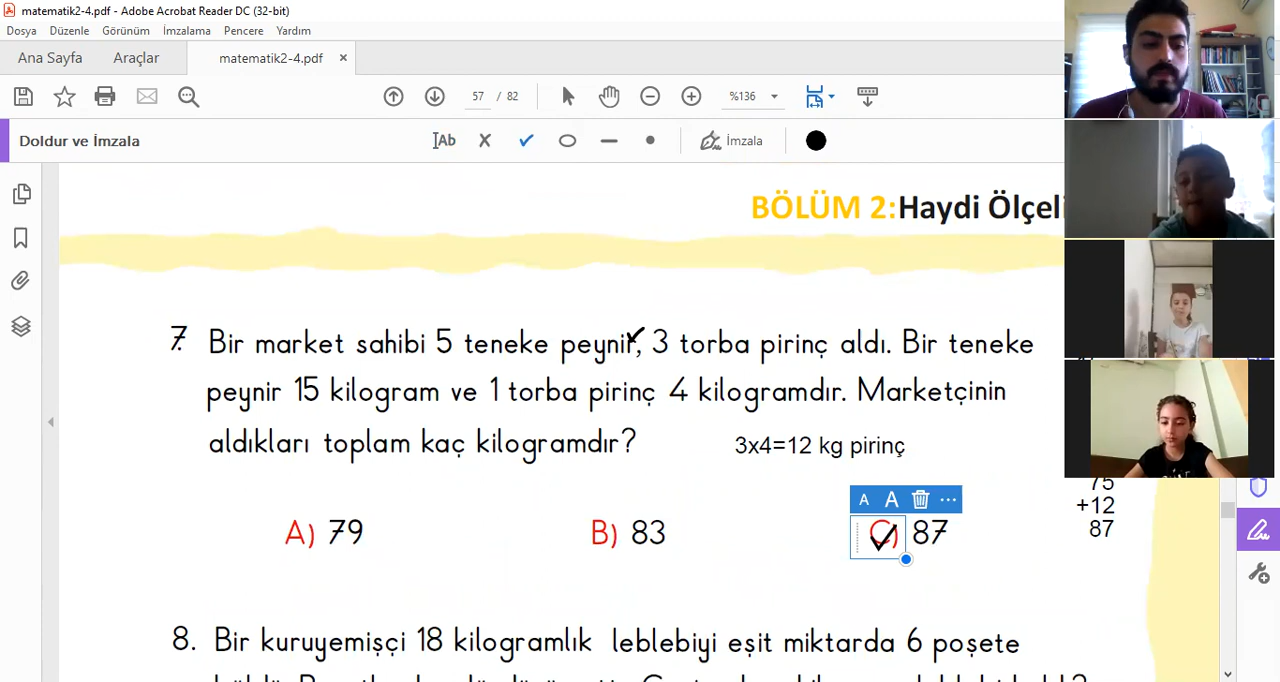 matematik2-4.pdf - Adobe Acrobat Reader DC (32-bit)
Dosya Düzenle Görünüm İmzalama Pencere Yardım
Ana Sayfa Araçlar matematik2-4.pdf ×
57 / 82 %136
Doldur ve İmzala Ab İmzala
BÖLÜM 2:Haydi Ölçeli
7. Bir market sahibi 5 teneke peynir, 3 torba pirinç aldı. Bir teneke
peynir 15 kilogram ve 1 torba pirinç 4 kilogramdır. Marketçinin
aldıkları toplam kaç kilogramdır? 3x4=12 kg pirinç
75
+12
87
A A ...
A) 79 B) 83 C) 87
8. Bir kuruyemişçi 18 kilogramlık leblebiyi eşit miktarda 6 poşete